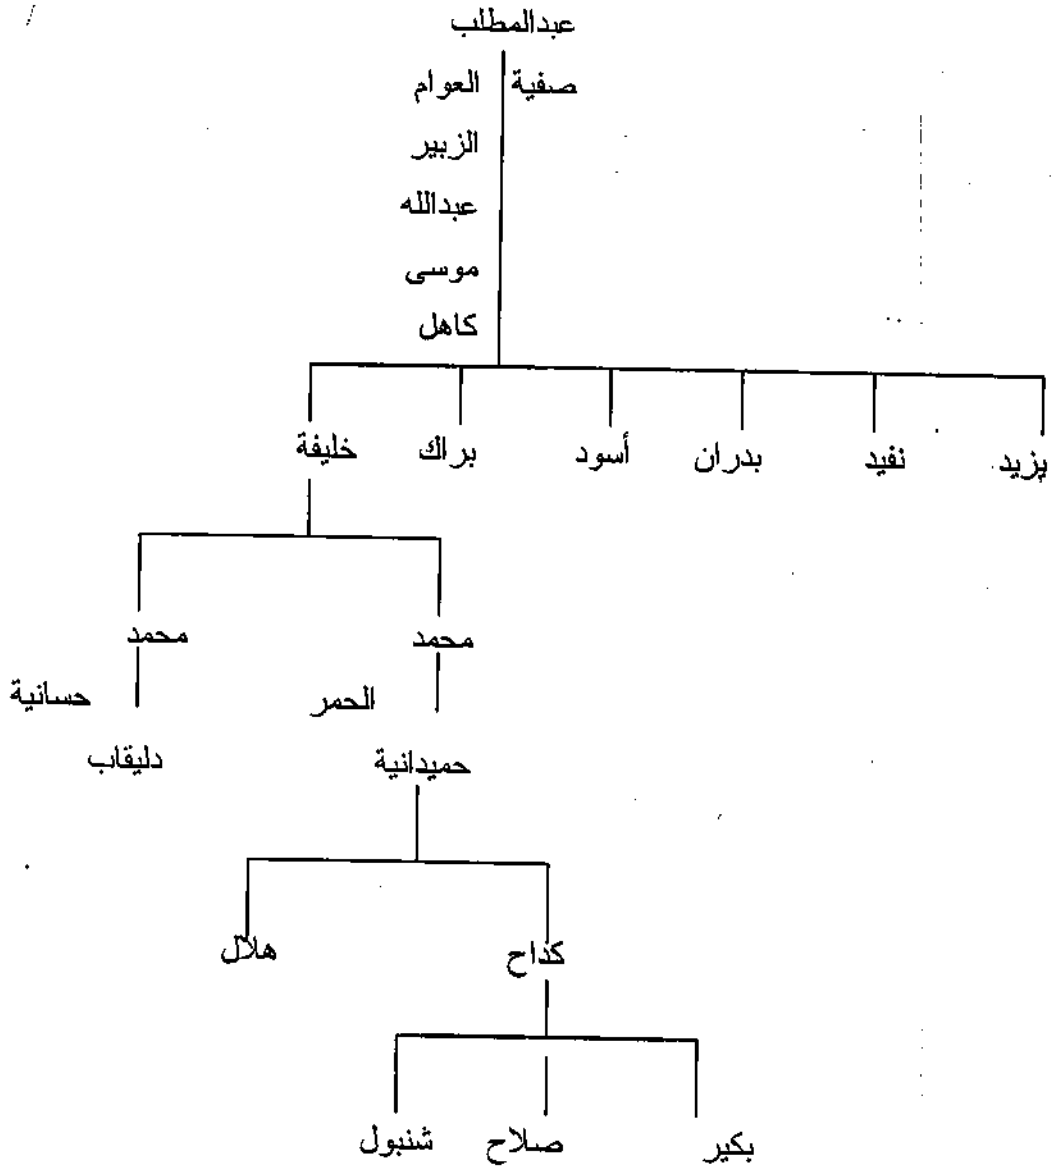 عبدالمطلب
صفية العوام
الزبير
عبدالله
موسى
كاهل
يزيد نفيد بدران أسود براك خليفة
محمد محمد
الحمر حسانية
حميدانية دليقاب
كداح هلال
بكير صلاح شنبول